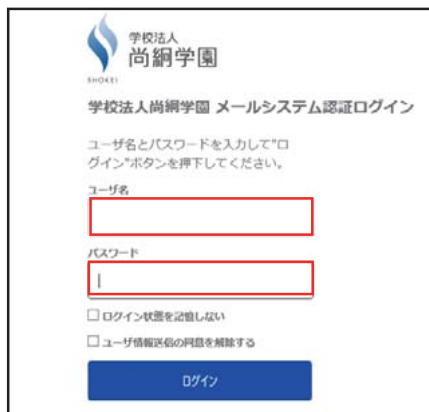 学校法人
尚絅学園
SHOKEI
学校法人尚絅学園 メールシステム認証ログイン
ユーザ名とパスワードを入力して"ロ
グイン"ボタンを押下してください。
ユーザ名
パスワード
ログイン状態を記憶しない
ユーザ情報送信の同意を解除する
ログイン